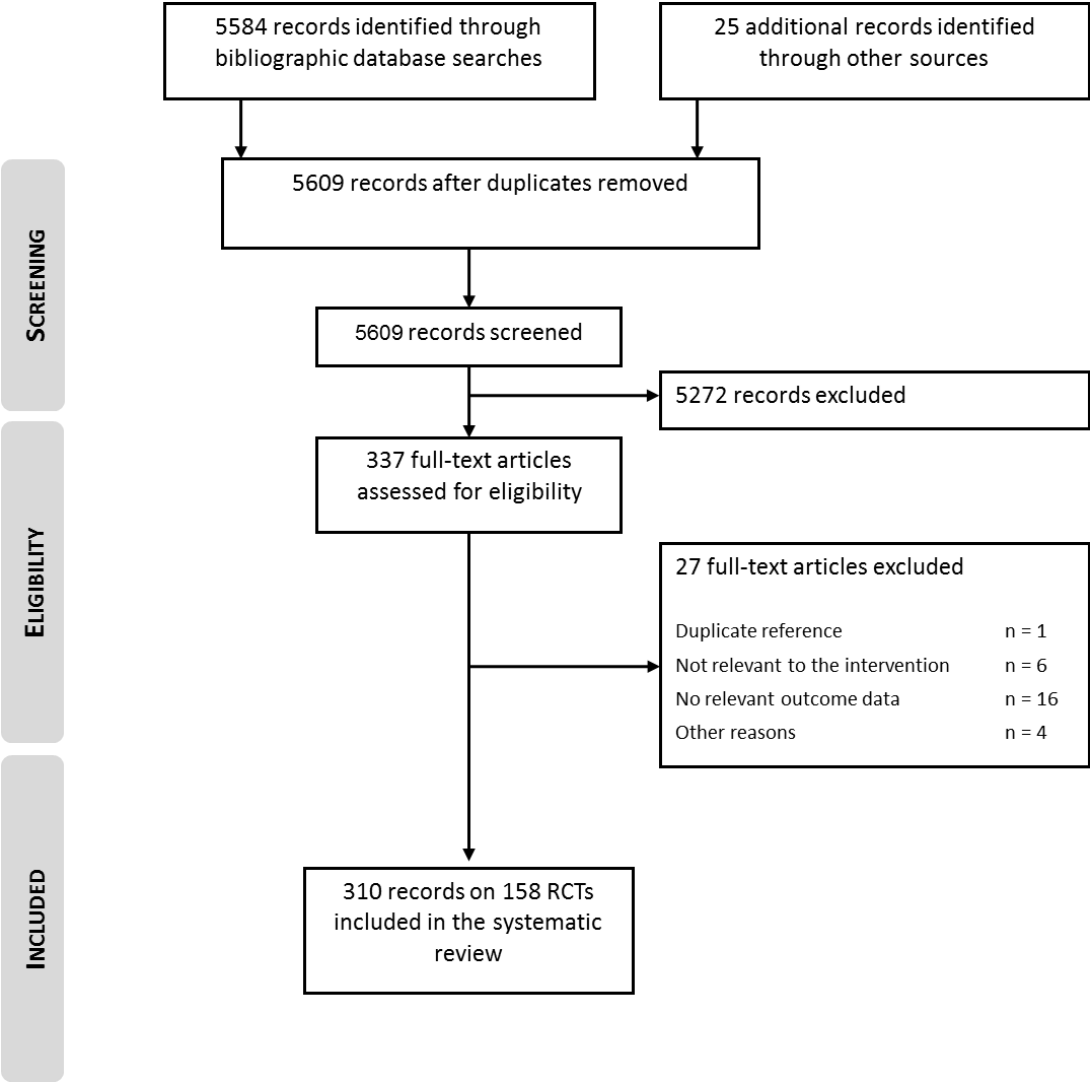 5584 records identified through
bibliographic database searches
25 additional records identified
through other sources
5609 records after duplicates removed
SCREENING
5609 records screened
5272 records excluded
337 full-text articles
assessed for eligibility
ELIGIBILITY
27 full-text articles excluded
Duplicate reference n = 1
Not relevant to the intervention n = 6
No relevant outcome data n = 16
Other reasons n = 4
310 records on 158 RCTs
included in the systematic
review
INCLUDED